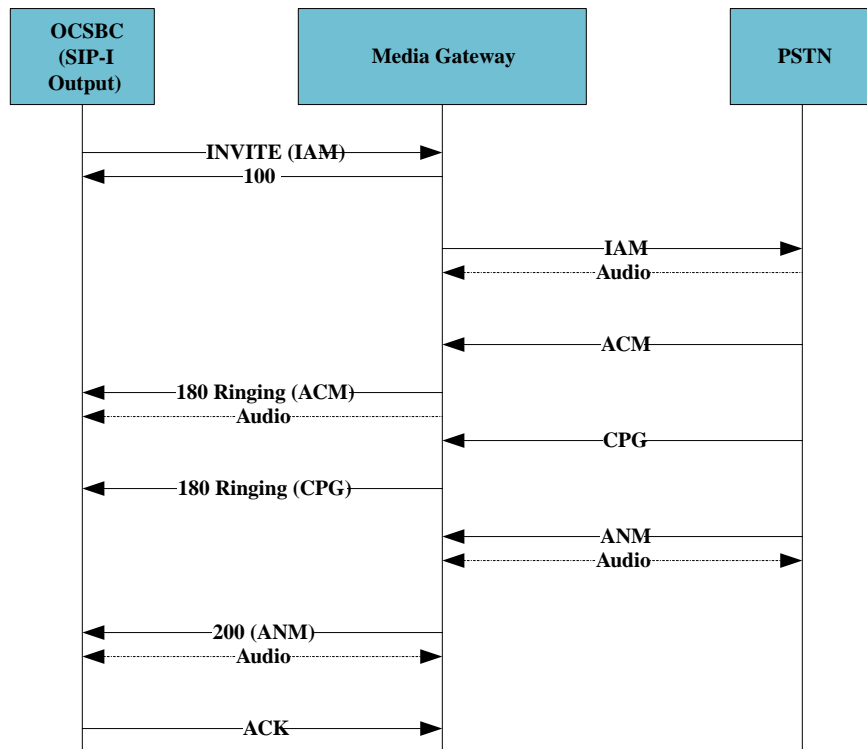 OCSBC
(SIP-I
Output)
Media Gateway
PSTN
INVITE (IAM)
100
IAM
Audio
ACM
180 Ringing (ACM)
Audio
CPG
180 Ringing (CPG)
ANM
Audio
200 (ANM)
Audio
ACK